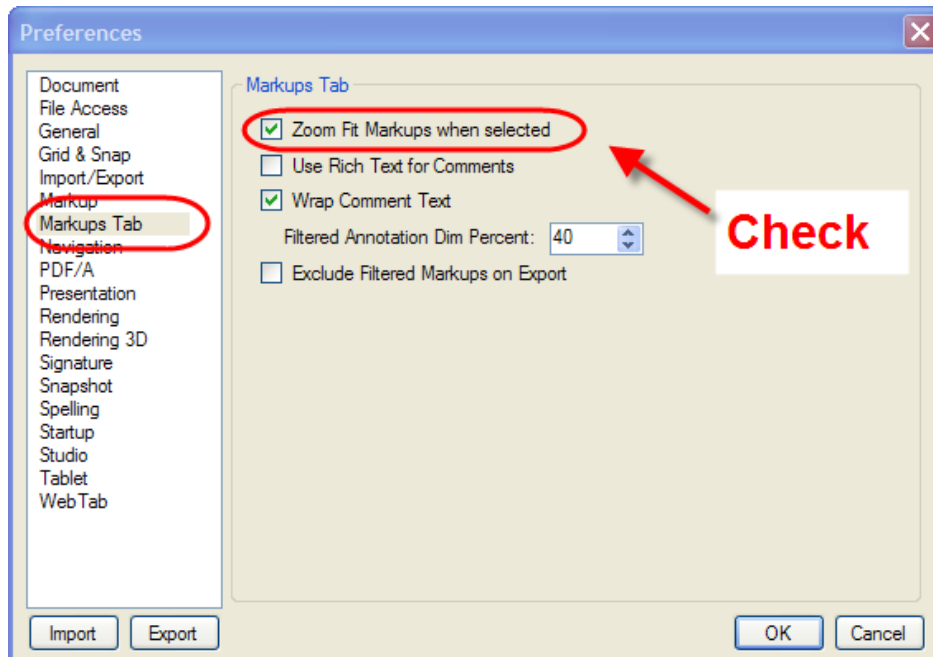 Preferences
Document
File Access
General
Grid & Snap
Import/Export
Markup
Markups Tab
Navigation
PDF/A
Presentation
Rendering
Rendering 3D
Signature
Snapshot
Spelling
Startup
Studio
Tablet
WebTab
Markups Tab
Zoom Fit Markups when selected
Use Rich Text for Comments
Wrap Comment Text
Filtered Annotation Dim Percent: 40
Exclude Filtered Markups on Export
Check
Import Export OK Cancel